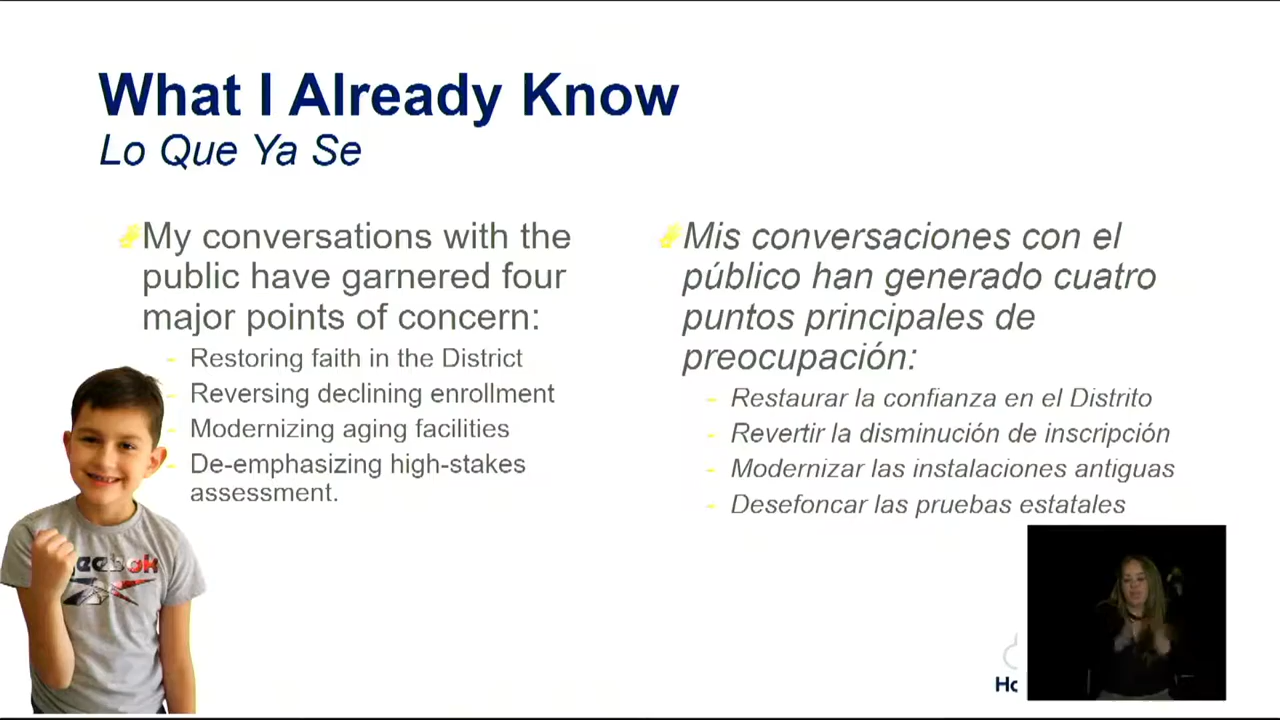 What I Already Know
Lo Que Ya Se
My conversations with the
public have garnered four
major points of concern:
- Restoring faith in the District
- Reversing declining enrollment
- Modernizing aging facilities
- De-emphasizing high-stakes
assessment.
Mis conversaciones con el
público han generado cuatro
puntos principales de
preocupación:
- Restaurar la confianza en el Distrito
- Revertir la disminución de inscripción
- Modernizar las instalaciones antiguas
- Desefoncar las pruebas estatales
Reebok